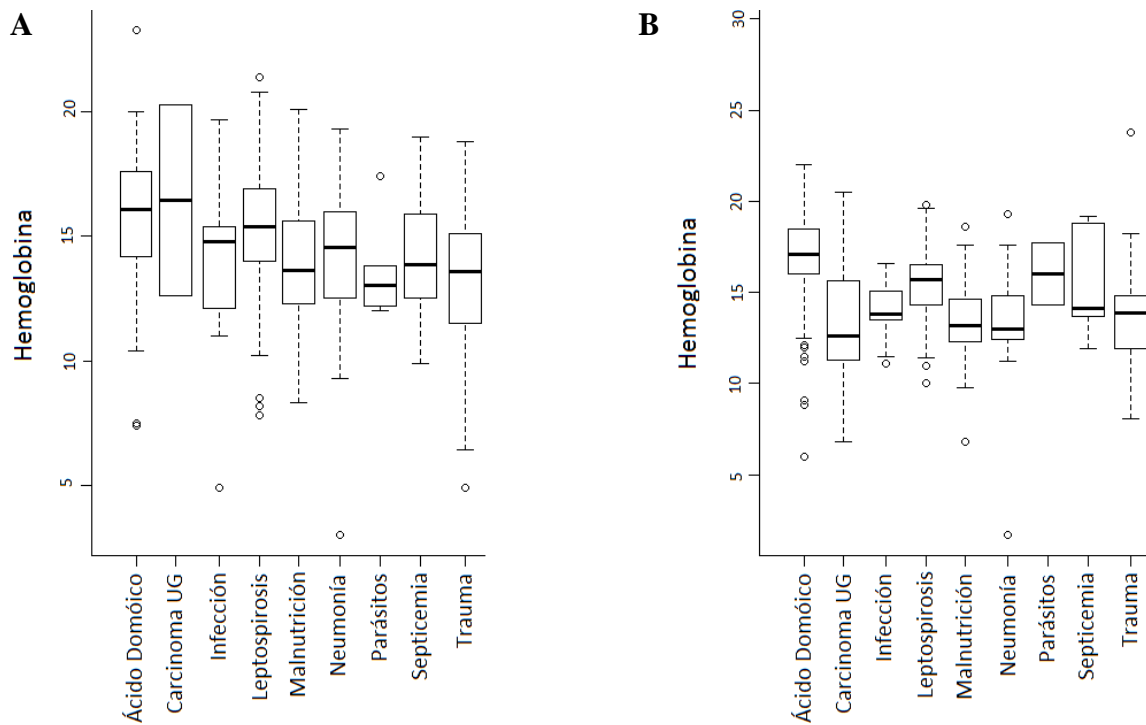 A
Hemoglobina
20
15
10
5
Ácido Domóico
Carcinoma UG
Infección
Leptospirosis
Malnutrición
Neumonía
Parásitos
Septicemia
Trauma
B
Hemoglobina
30
25
20
15
10
5
Ácido Domóico
Carcinoma UG
Infección
Leptospirosis
Malnutrición
Neumonía
Parásitos
Septicemia
Trauma